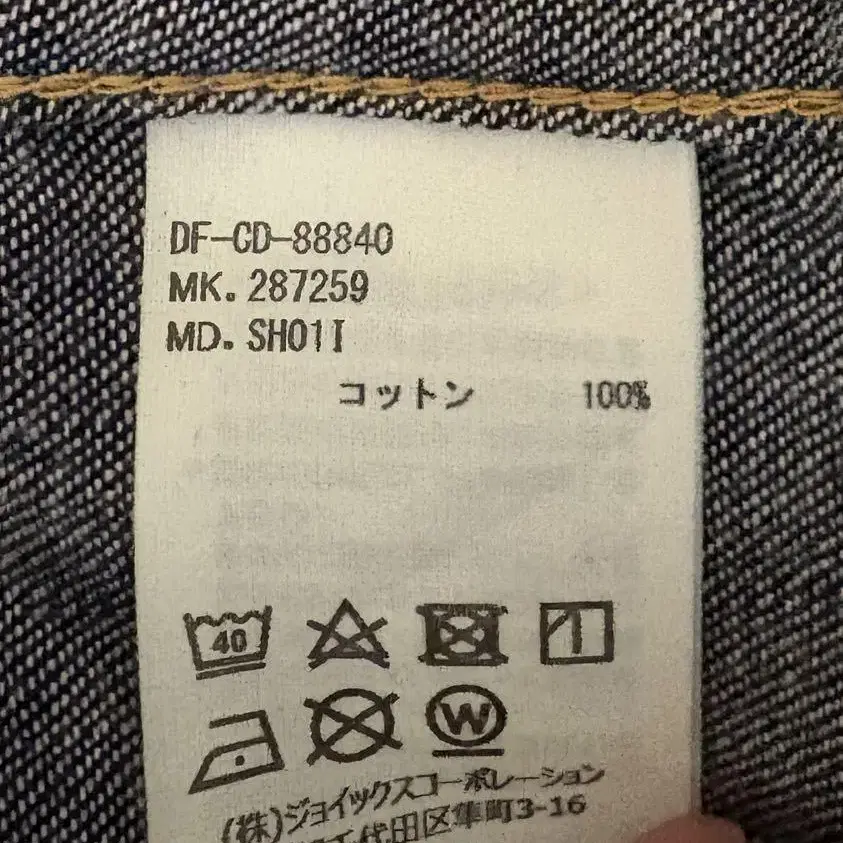 DF-CD-88840
MK. 287259
MD. SH01I
コットン 100%
40
W
(株)ジョイックスコーポレーション
代田区隼町3-16